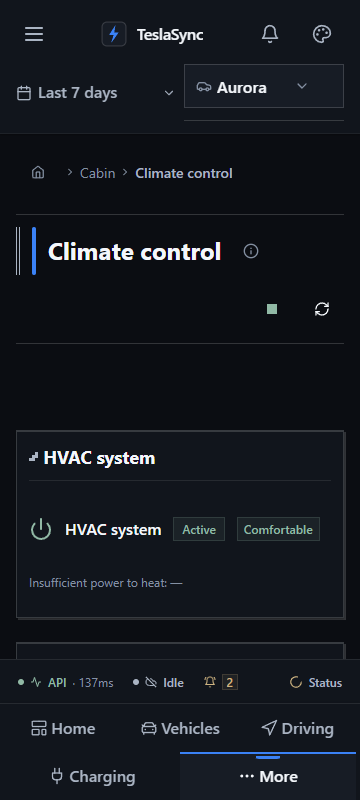 TeslaSync
Last 7 days
Aurora
Cabin
Climate control
Climate control
HVAC system
HVAC system
Active
Comfortable
Insufficient power to heat: —
API · 137ms
Idle
2
Status
Home
Vehicles
Driving
Charging
More